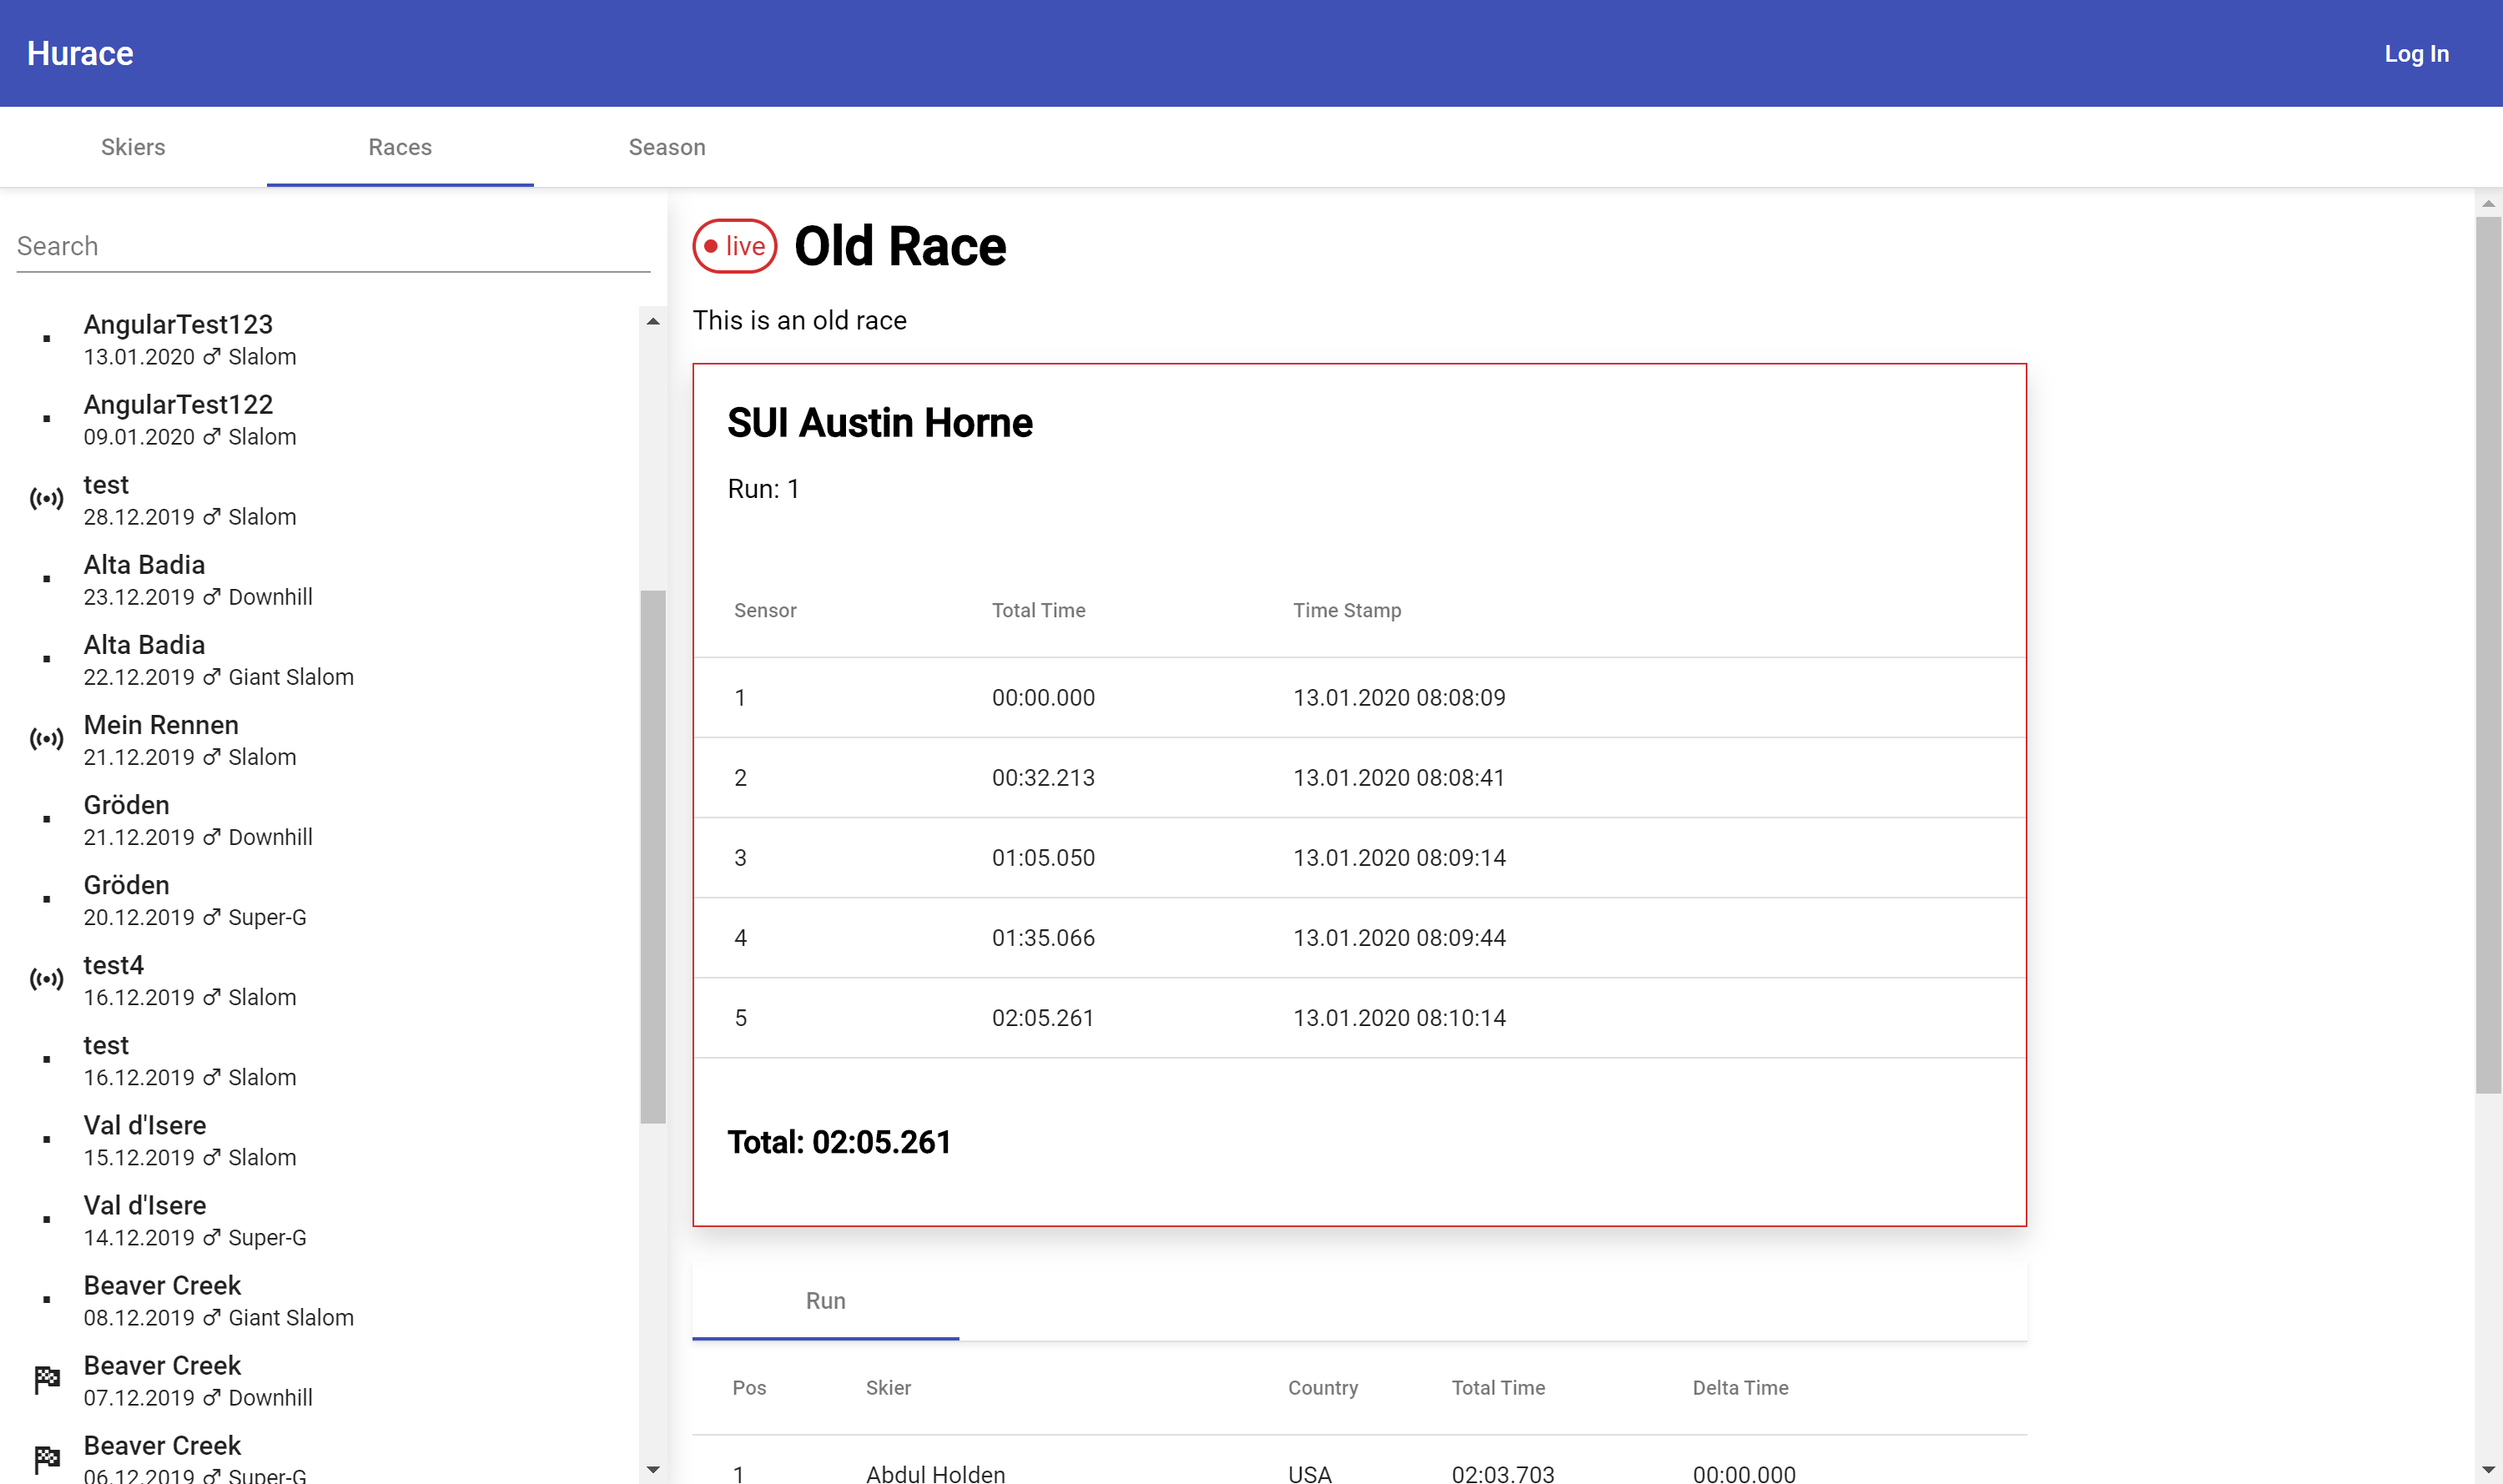 Hurace
Log In
Skiers Races Season
Search
AngularTest123
13.01.2020 ♂ Slalom
AngularTest122
09.01.2020 ♂ Slalom
test
28.12.2019 ♂ Slalom
Alta Badia
23.12.2019 ♂ Downhill
Alta Badia
22.12.2019 ♂ Giant Slalom
Mein Rennen
21.12.2019 ♂ Slalom
Gröden
21.12.2019 ♂ Downhill
Gröden
20.12.2019 ♂ Super-G
test4
16.12.2019 ♂ Slalom
test
16.12.2019 ♂ Slalom
Val d'Isere
15.12.2019 ♂ Slalom
Val d'Isere
14.12.2019 ♂ Super-G
Beaver Creek
08.12.2019 ♂ Giant Slalom
Beaver Creek
07.12.2019 ♂ Downhill
Beaver Creek
06.12.2019 ♂ Super-G
live Old Race
This is an old race
SUI Austin Horne
Run: 1
Sensor Total Time Time Stamp
1 00:00.000 13.01.2020 08:08:09
2 00:32.213 13.01.2020 08:08:41
3 01:05.050 13.01.2020 08:09:14
4 01:35.066 13.01.2020 08:09:44
5 02:05.261 13.01.2020 08:10:14
Total: 02:05.261
Run
Pos Skier Country Total Time Delta Time
1 Abdul Holden USA 02:03.703 00:00.000